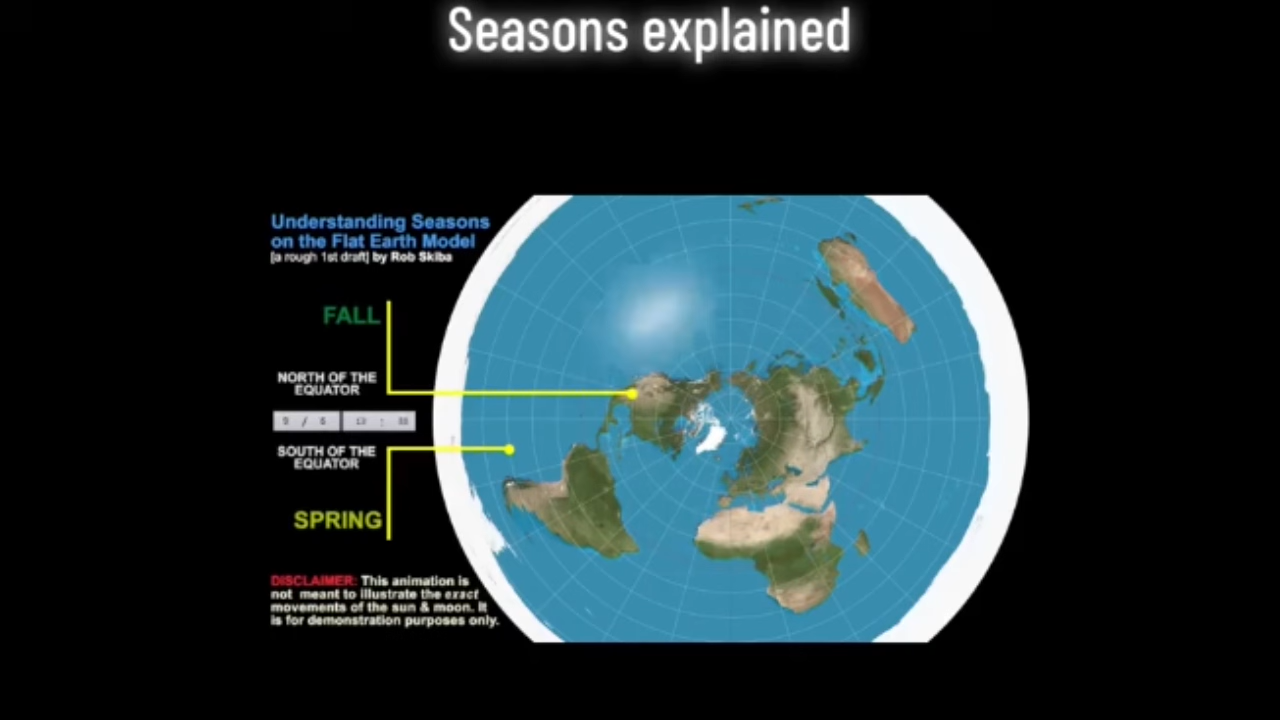 Seasons explained
Understanding Seasons
on the Flat Earth Model
[a rough 1st draft] by Rob Skiba
FALL
NORTH OF THE
EQUATOR
SOUTH OF THE
EQUATOR
SPRING
DISCLAIMER: This animation is
not meant to illustrate the exact
movements of the sun & moon. It
is for demonstration purposes only.